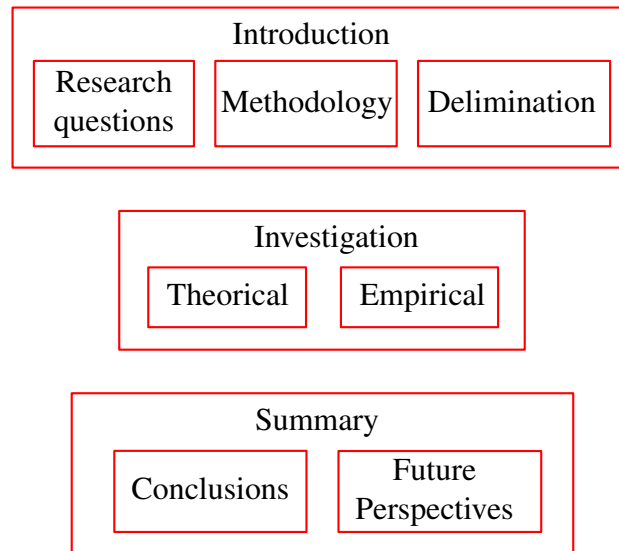 Introduction
Research
questions
Methodology
Delimination
Investigation
Theorical
Empirical
Summary
Conclusions
Future
Perspectives